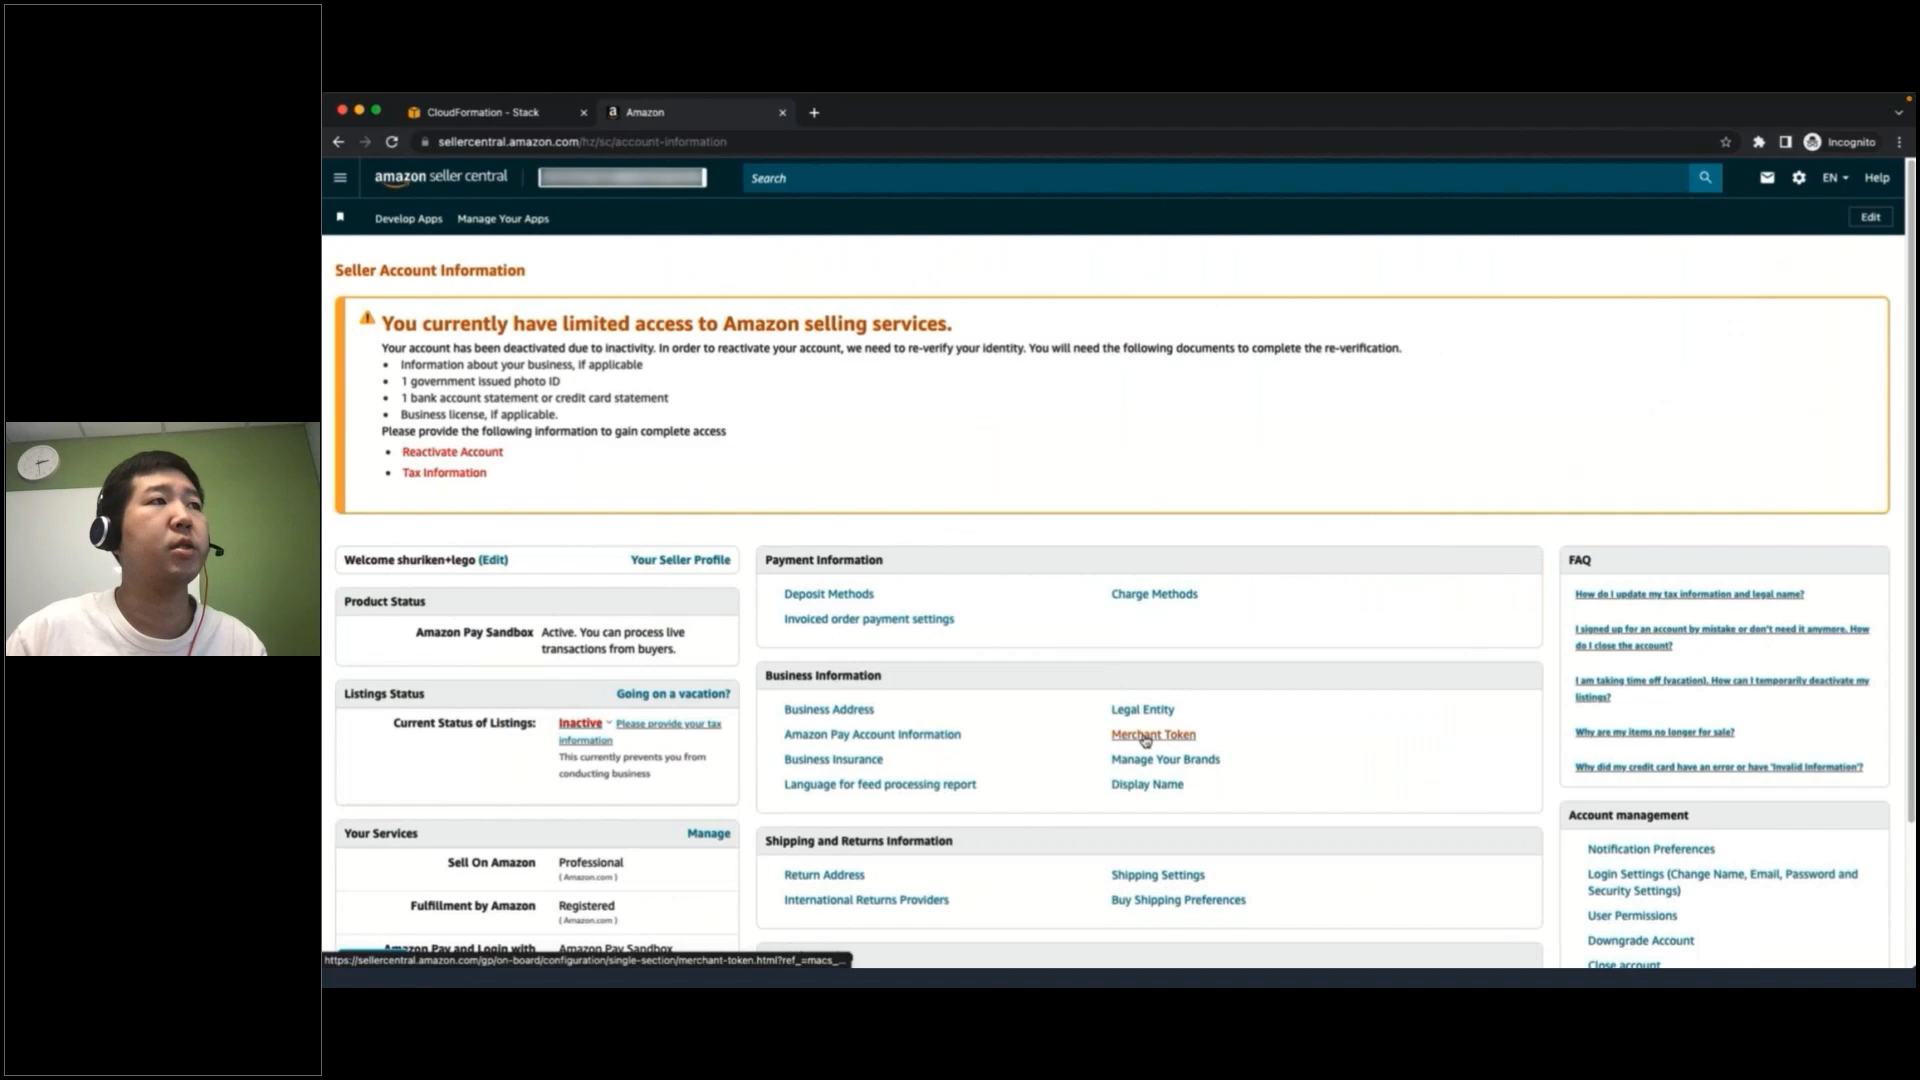 CloudFormation - Stack
Amazon
sellercentral.amazon.com/hz/sc/account-information
Incognito
amazon seller central
Search
EN
Help
Develop Apps
Manage Your Apps
Edit
Seller Account Information
You currently have limited access to Amazon selling services.
Your account has been deactivated due to inactivity. In order to reactivate your account, we need to re-verify your identity. You will need the following documents to complete the re-verification.
• Information about your business, if applicable
• 1 government issued photo ID
• 1 bank account statement or credit card statement
• Business license, if applicable.
Please provide the following information to gain complete access
• Reactivate Account
• Tax Information
Welcome shuriken+lego (Edit)
Your Seller Profile
Product Status
Amazon Pay Sandbox Active. You can process live
transactions from buyers.
Listings Status
Going on a vacation?
Current Status of Listings: Inactive - Please provide your tax
information
This currently prevents you from
conducting business
Your Services
Manage
Sell On Amazon Professional
( Amazon.com )
Fulfillment by Amazon Registered
( Amazon.com )
Amazon Pay and Login with Amazon Pay Sandbox
https://sellercentral.amazon.com/gp/on-board/configuration/single-section/merchant-token.html?ref_=macs_...
Payment Information
Deposit Methods
Charge Methods
Invoiced order payment settings
Business Information
Business Address
Legal Entity
Amazon Pay Account Information
Merchant Token
Business Insurance
Manage Your Brands
Language for feed processing report
Display Name
Shipping and Returns Information
Return Address
Shipping Settings
International Returns Providers
Buy Shipping Preferences
FAQ
How do I update my tax information and legal name?
I signed up for an account by mistake or don't need it anymore. How
do I close the account?
I am taking time off (vacation). How can I temporarily deactivate my
listings?
Why are my items no longer for sale?
Why did my credit card have an error or have 'Invalid Information'?
Account management
Notification Preferences
Login Settings (Change Name, Email, Password and
Security Settings)
User Permissions
Downgrade Account
Close account